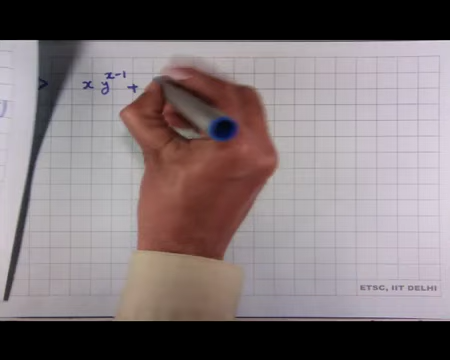 > x y^{x-1} +
ETSC, IIT DELHI